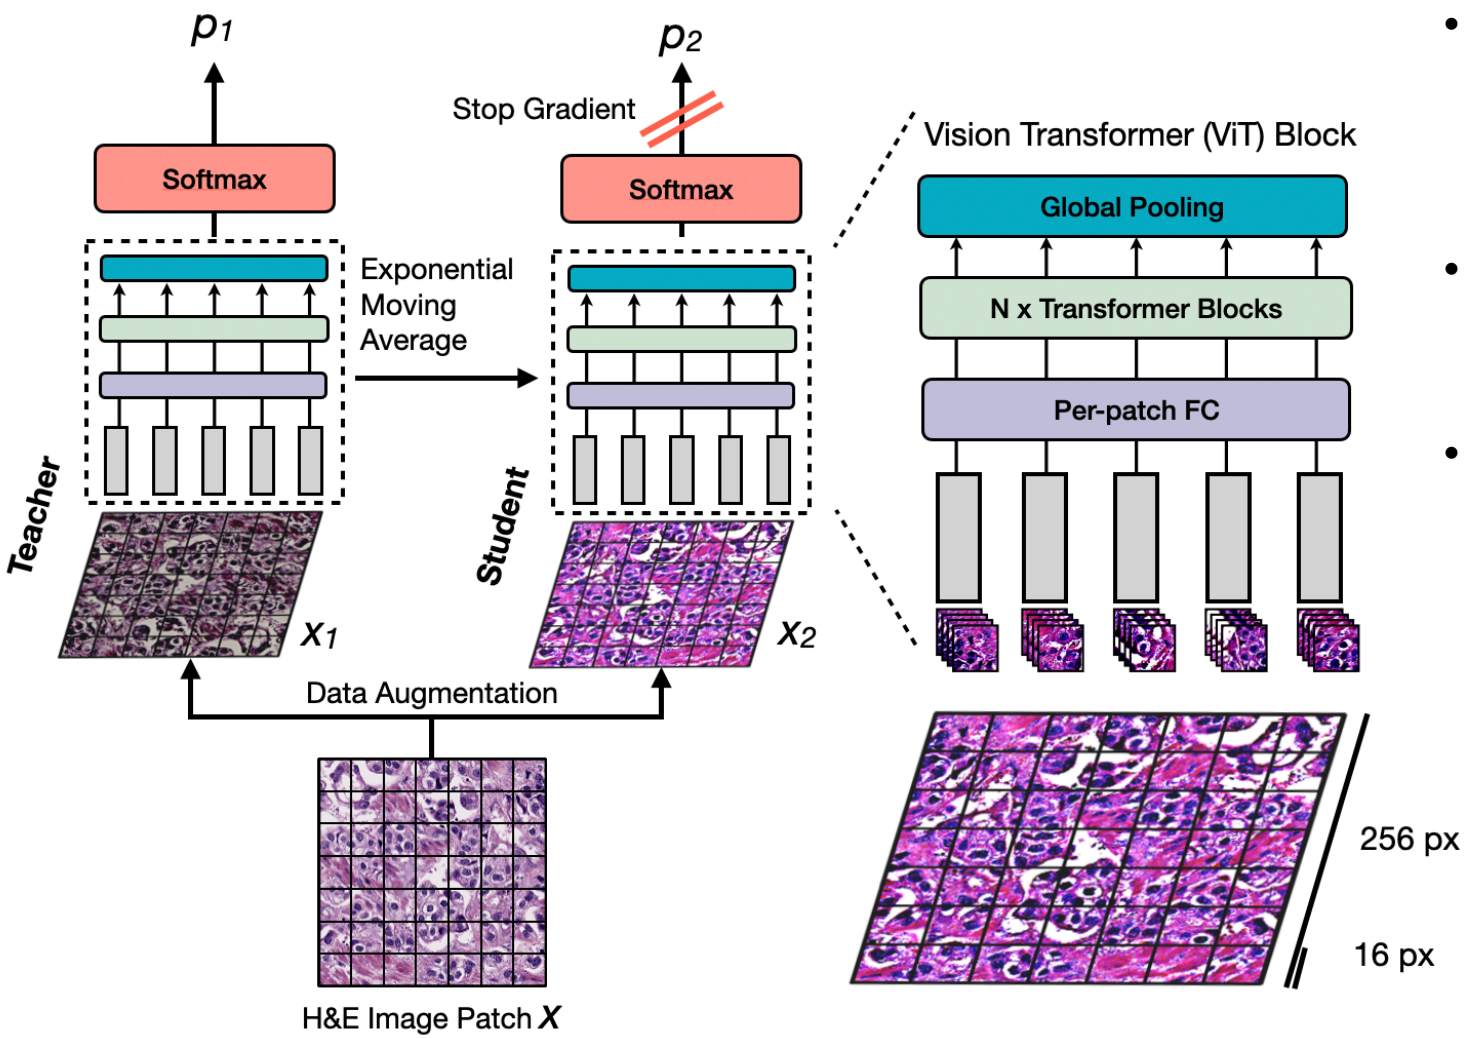 p1
p2
Stop Gradient
Vision Transformer (ViT) Block
Softmax
Softmax
Global Pooling
Exponential
Moving
Average
N x Transformer Blocks
Per-patch FC
Teacher
Student
x1
x2
Data Augmentation
256 px
16 px
H&E Image Patch X